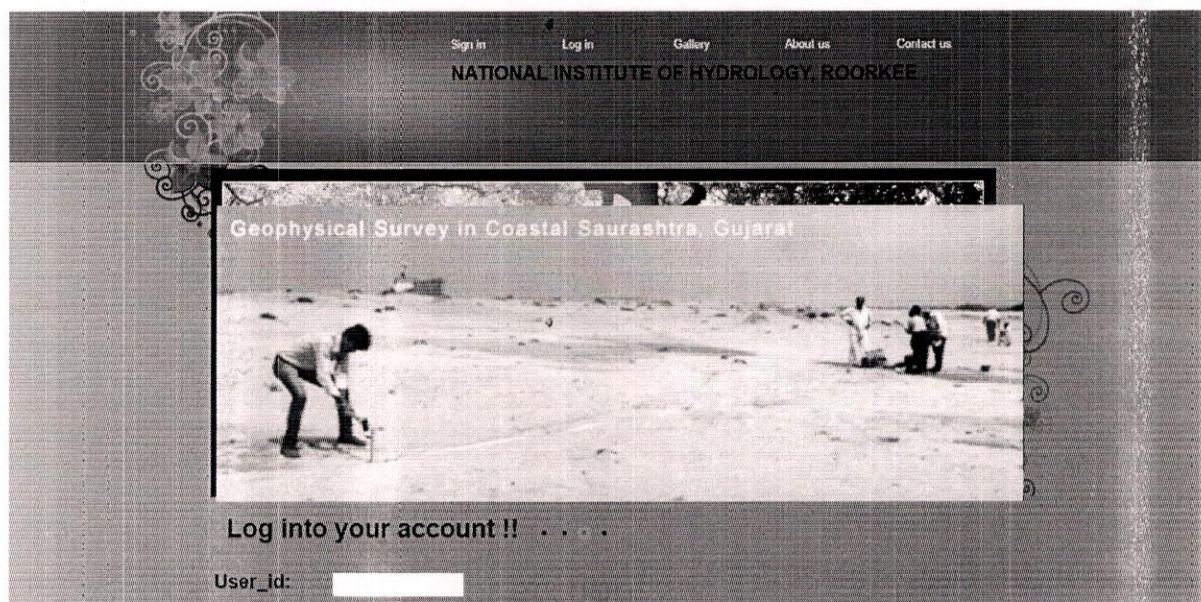 Sign in Log in Gallery About us Contact us
NATIONAL INSTITUTE OF HYDROLOGY, ROORKEE
Geophysical Survey in Coastal Saurashtra, Gujarat
Log into your account !!
User_id: